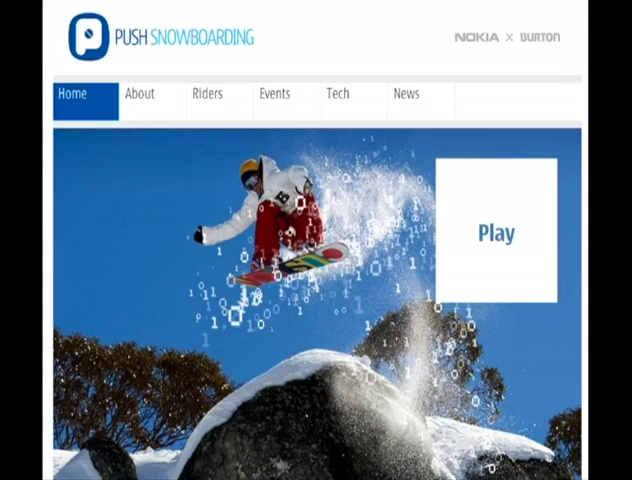 PUSH SNOWBOARDING
NOKIA × BURTON
Home
About
Riders
Events
Tech
News
Play